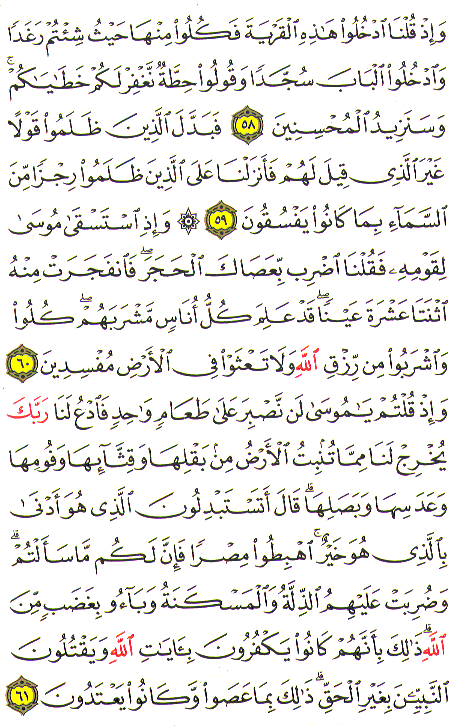 وَإِذْ قُلْنَا ٱدْخُلُوا۟ هَٰذِهِ ٱلْقَرْيَةَ فَكُلُوا۟ مِنْهَا حَيْثُ شِئْتُمْ رَغَدًا
وَٱدْخُلُوا۟ ٱلْبَابَ سُجَّدًا وَقُولُوا۟ حِطَّةٌ نَّغْفِرْ لَكُمْ خَطَٰيَٰكُمْ ۚ
وَسَنَزِيدُ ٱلْمُحْسِنِينَ ٥٨ فَبَدَّلَ ٱلَّذِينَ ظَلَمُوا۟ قَوْلًا
غَيْرَ ٱلَّذِى قِيلَ لَهُمْ فَأَنزَلْنَا عَلَى ٱلَّذِينَ ظَلَمُوا۟ رِجْزًا مِّنَ
ٱلسَّمَآءِ بِمَا كَانُوا۟ يَفْسُقُونَ ٥٩ ۞ وَإِذِ ٱسْتَسْقَىٰ مُوسَىٰ
لِقَوْمِهِۦ فَقُلْنَا ٱضْرِب بِّعَصَاكَ ٱلْحَجَرَ ۖ فَٱنفَجَرَتْ مِنْهُ
ٱثْنَتَا عَشْرَةَ عَيْنًا ۖ قَدْ عَلِمَ كُلُّ أُنَاسٍ مَّشْرَبَهُمْ ۖ كُلُوا۟
وَٱشْرَبُوا۟ مِن رِّزْقِ ٱللَّهِ وَلَا تَعْثَوْا۟ فِى ٱلْأَرْضِ مُفْسِدِينَ ٦٠
وَإِذْ قُلْتُمْ يَٰمُوسَىٰ لَن نَّصْبِرَ عَلَىٰ طَعَامٍ وَٰحِدٍ فَٱدْعُ لَنَا رَبَّكَ
يُخْرِجْ لَنَا مِمَّا تُنۢبِتُ ٱلْأَرْضُ مِنۢ بَقْلِهَا وَقِثَّآئِهَا وَفُومِهَا
وَعَدَسِهَا وَبَصَلِهَا ۖ قَالَ أَتَسْتَبْدِلُونَ ٱلَّذِى هُوَ أَدْنَىٰ
بِٱلَّذِى هُوَ خَيْرٌ ۚ ٱهْبِطُوا۟ مِصْرًا فَإِنَّ لَكُم مَّا سَأَلْتُمْ ۗ
وَضُرِبَتْ عَلَيْهِمُ ٱلذِّلَّةُ وَٱلْمَسْكَنَةُ وَبَآءُو بِغَضَبٍ مِّنَ
ٱللَّهِ ۗ ذَٰلِكَ بِأَنَّهُمْ كَانُوا۟ يَكْفُرُونَ بِـَٔايَٰتِ ٱللَّهِ وَيَقْتُلُونَ
ٱلنَّبِيِّـۧنَ بِغَيْرِ ٱلْحَقِّ ۗ ذَٰلِكَ بِمَا عَصَوا۟ وَّكَانُوا۟ يَعْتَدُونَ ٦١